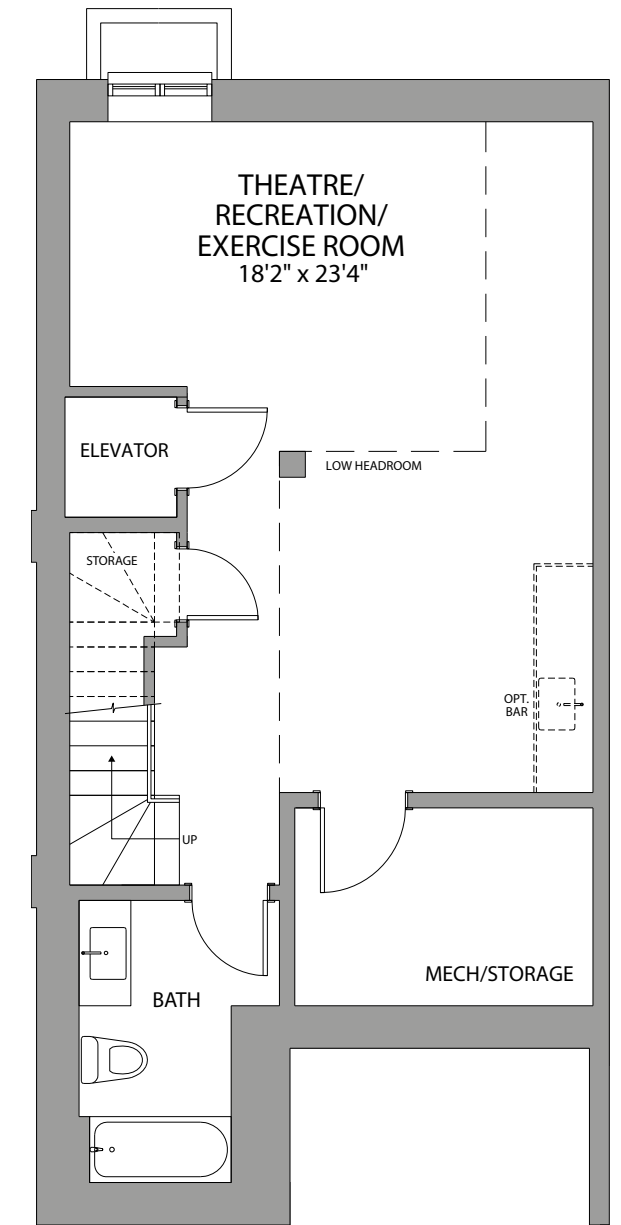 THEATRE/
RECREATION/
EXERCISE ROOM
18'2" x 23'4"
ELEVATOR
LOW HEADROOM
STORAGE
OPT.
BAR
UP
MECH/STORAGE
BATH